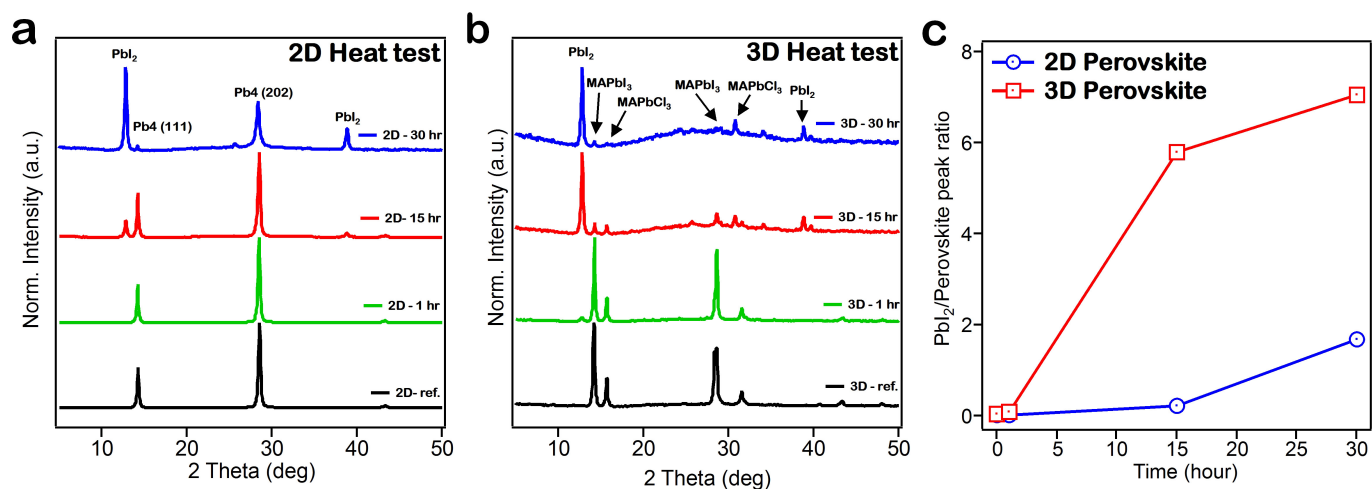 a
2D Heat test
PbI₂
Pb4 (111)
Pb4 (202)
PbI₂
2D - 30 hr
2D- 15 hr
2D - 1 hr
2D- ref.
Norm. Intensity (a.u.)
10 20 30 40 50
2 Theta (deg)
b
3D Heat test
PbI₂
MAPbI₃
MAPbCl₃
MAPbI₃
MAPbCl₃
PbI₂
3D - 30 hr
3D - 15 hr
3D - 1 hr
3D - ref.
Norm. Intensity (a.u.)
10 20 30 40 50
2 Theta (deg)
c
2D Perovskite
3D Perovskite
PbI₂/Perovskite peak ratio
8
6
4
2
0
0 5 10 15 20 25 30
Time (hour)